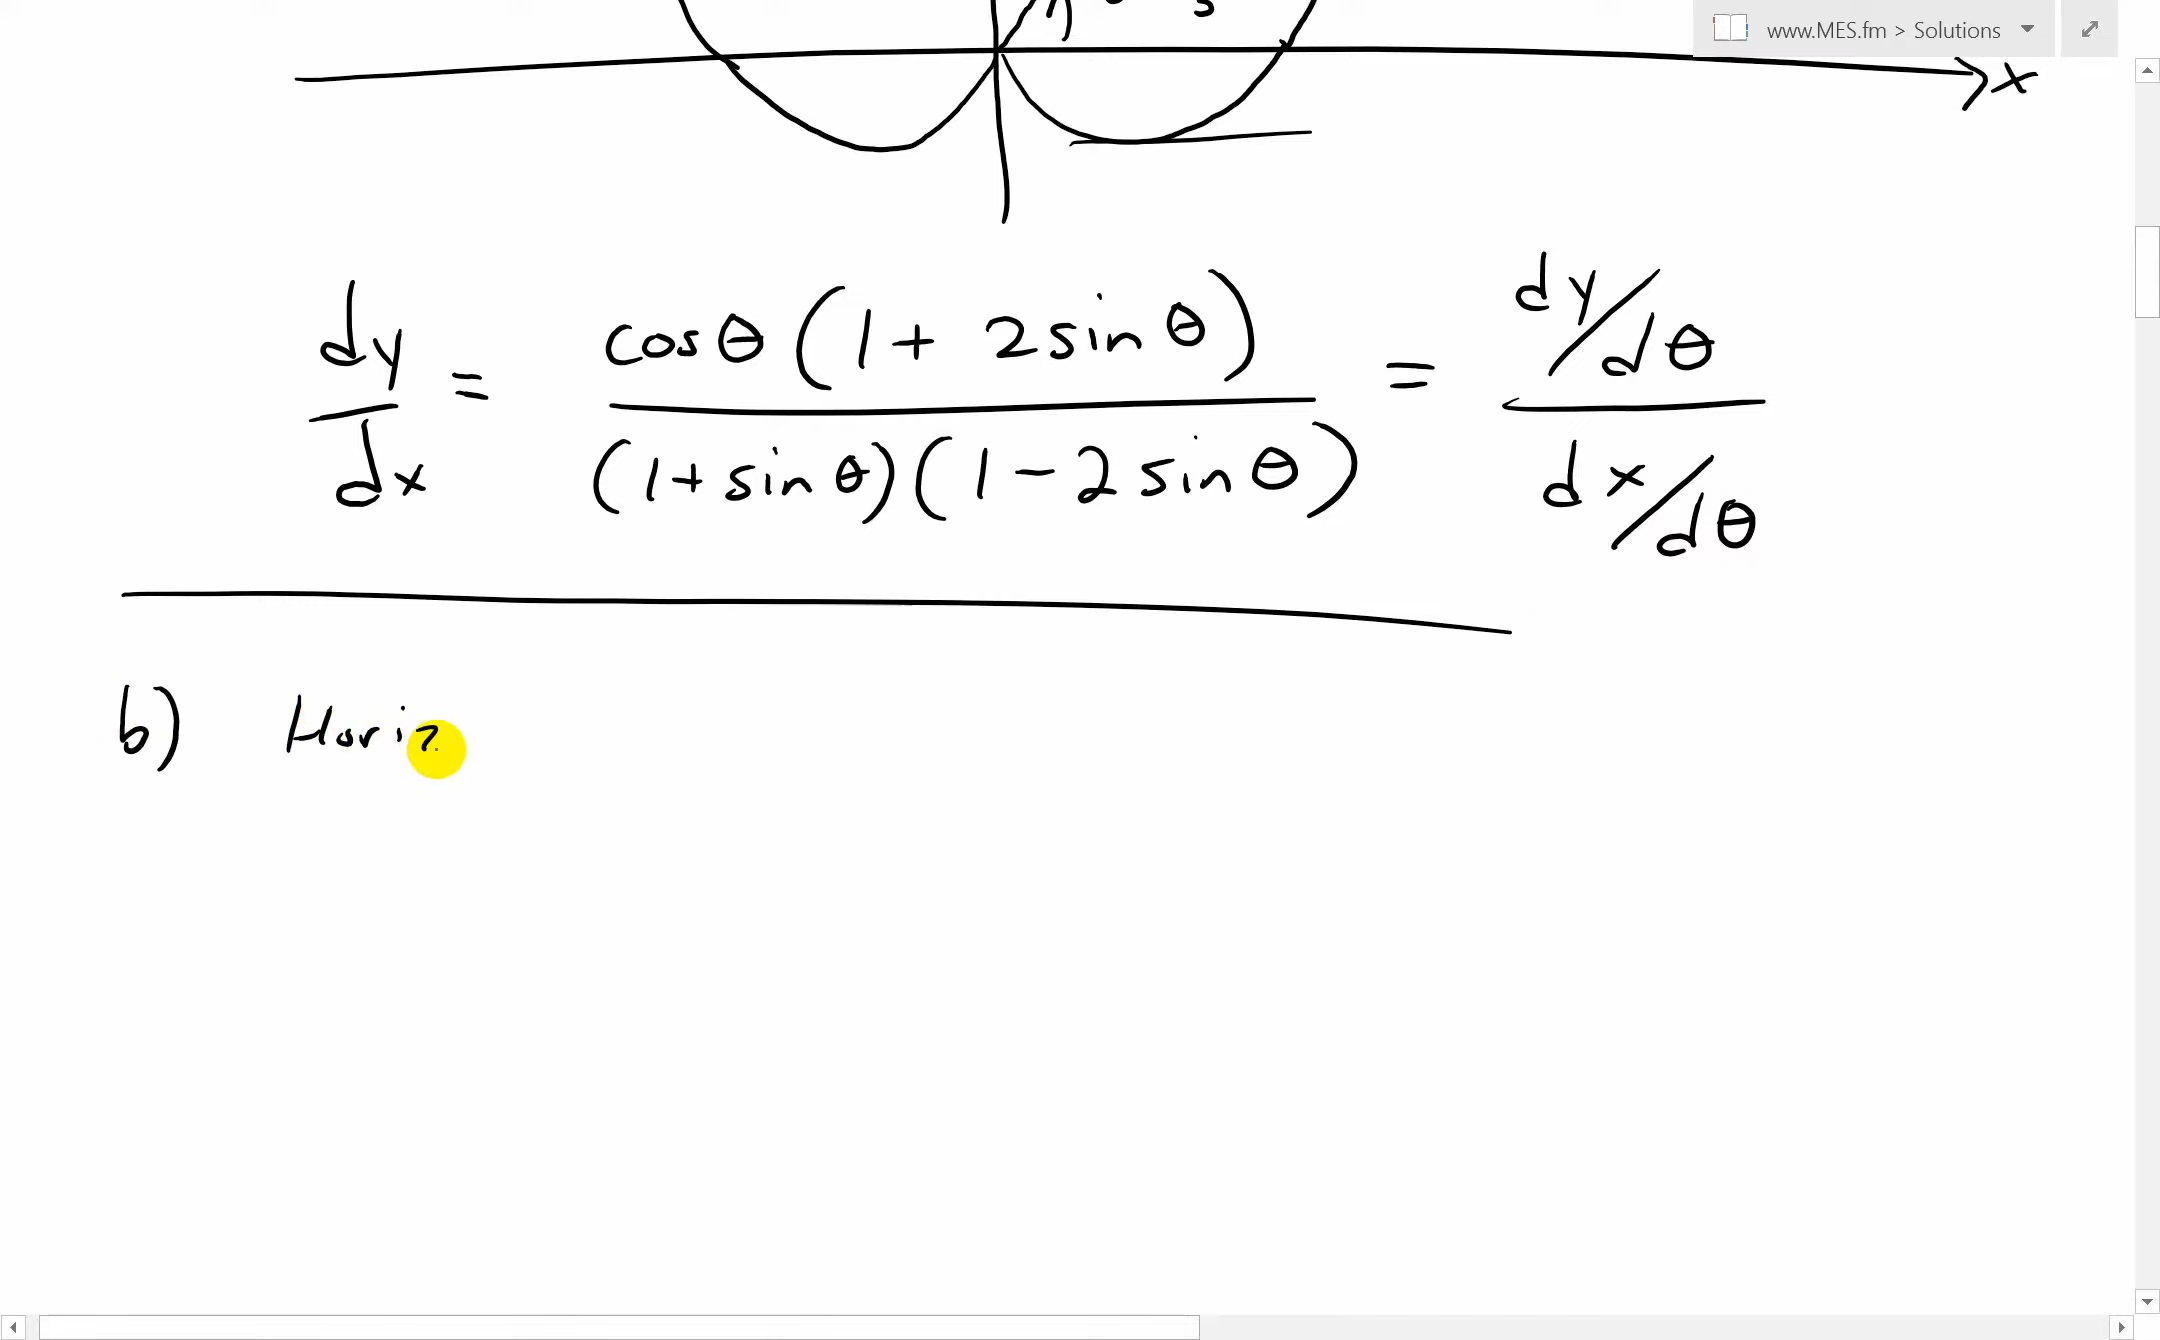 www.MES.fm > Solutions
x
dy/dx = cosθ(1 + 2sinθ)/(1+sinθ)(1-2sinθ) = dy/dθ/dx/dθ
b) Horiz